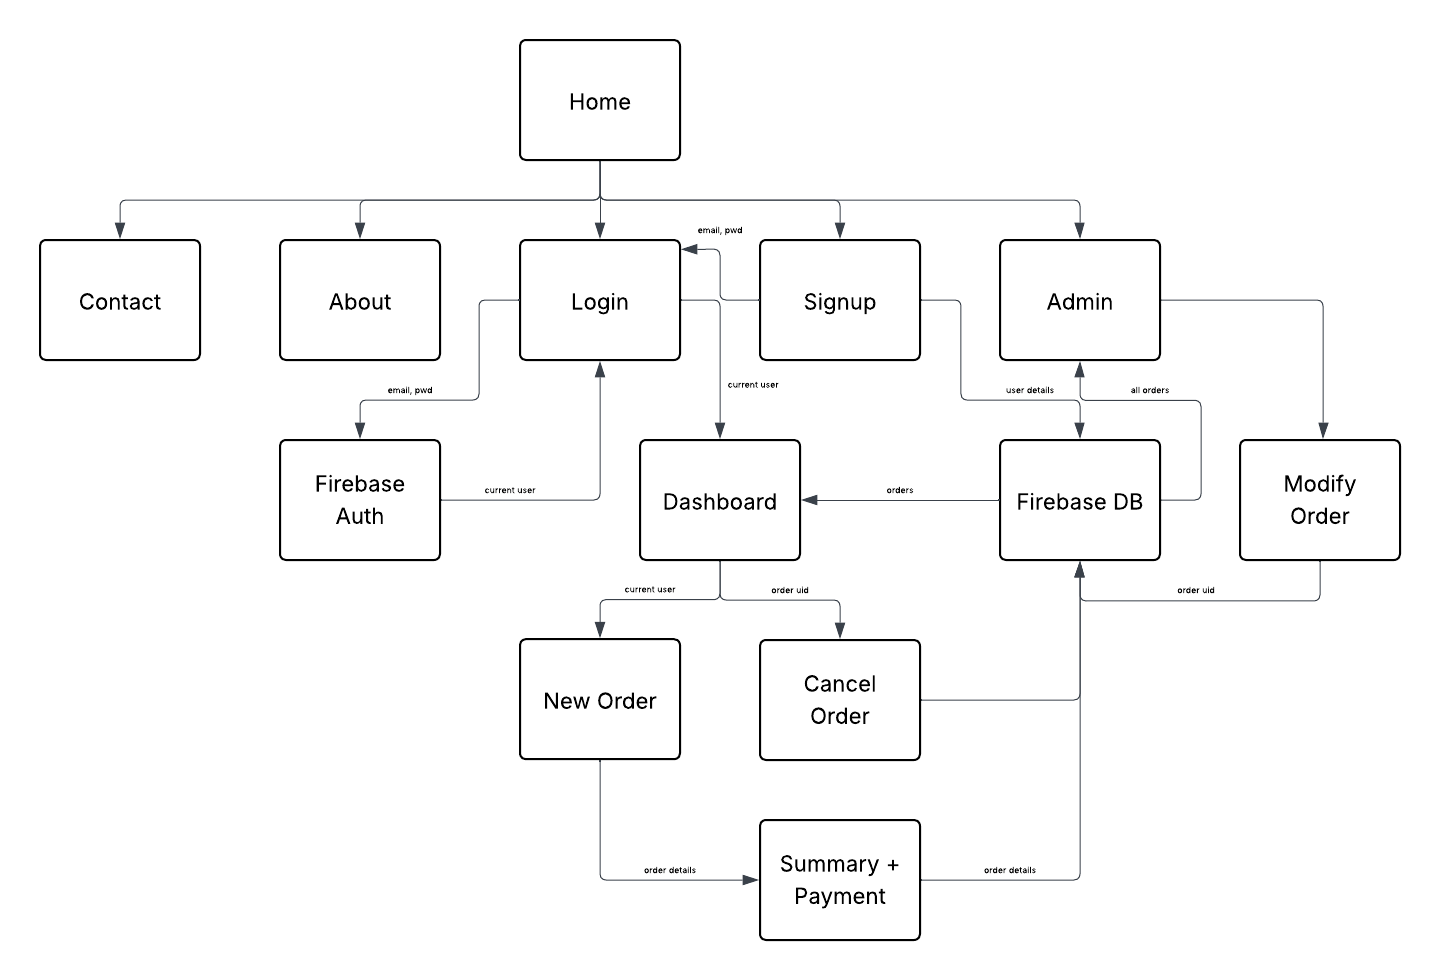 Home
email, pwd
Contact
About
Login
Signup
Admin
email, pwd
current user
user details
all orders
Firebase
Auth
current user
Dashboard
orders
Firebase DB
Modify
Order
current user
order uid
order uid
New Order
Cancel
Order
order details
Summary +
Payment
order details